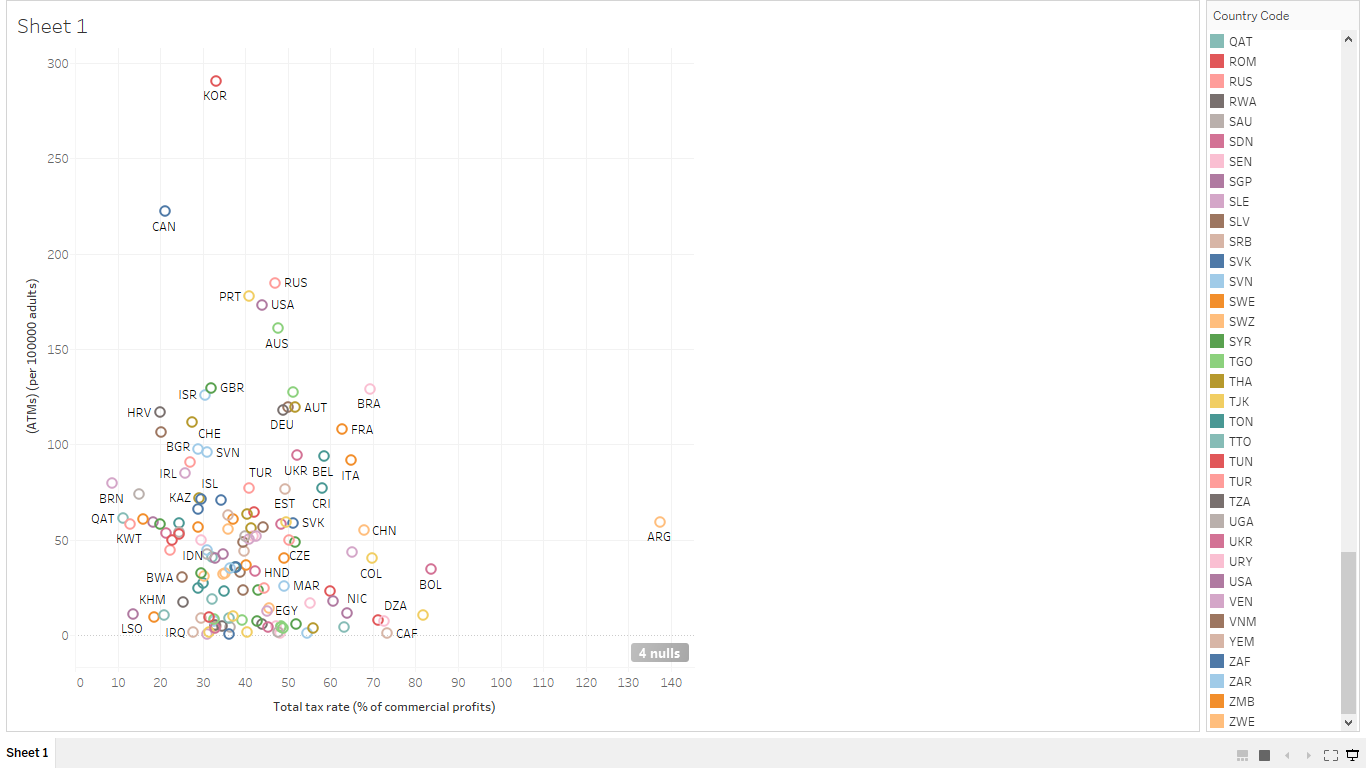 Sheet 1
Country Code
300
250
200
150
100
50
0
(ATMs) (per 100000 adults)
KOR
CAN
RUS
PRT
USA
AUS
ISR
GBR
BRA
HRV
AUT
DEU
CHE
FRA
BGR
SVN
IRL
TUR
UKR
BEL
ITA
ISL
BRN
KAZ
EST
CRI
QAT
SVK
CHN
ARG
KWT
IDN
CZE
BWA
HND
COL
BOL
MAR
KHM
NIC
DZA
EGY
LSO
IRQ
CAF
4 nulls
0 10 20 30 40 50 60 70 80 90 100 110 120 130 140
Total tax rate (% of commercial profits)
QAT
ROM
RUS
RWA
SAU
SDN
SEN
SGP
SLE
SLV
SRB
SVK
SVN
SWE
SWZ
SYR
TGO
THA
TJK
TON
TTO
TUN
TUR
TZA
UGA
UKR
URY
USA
VEN
VNM
YEM
ZAF
ZAR
ZMB
ZWE
Sheet 1